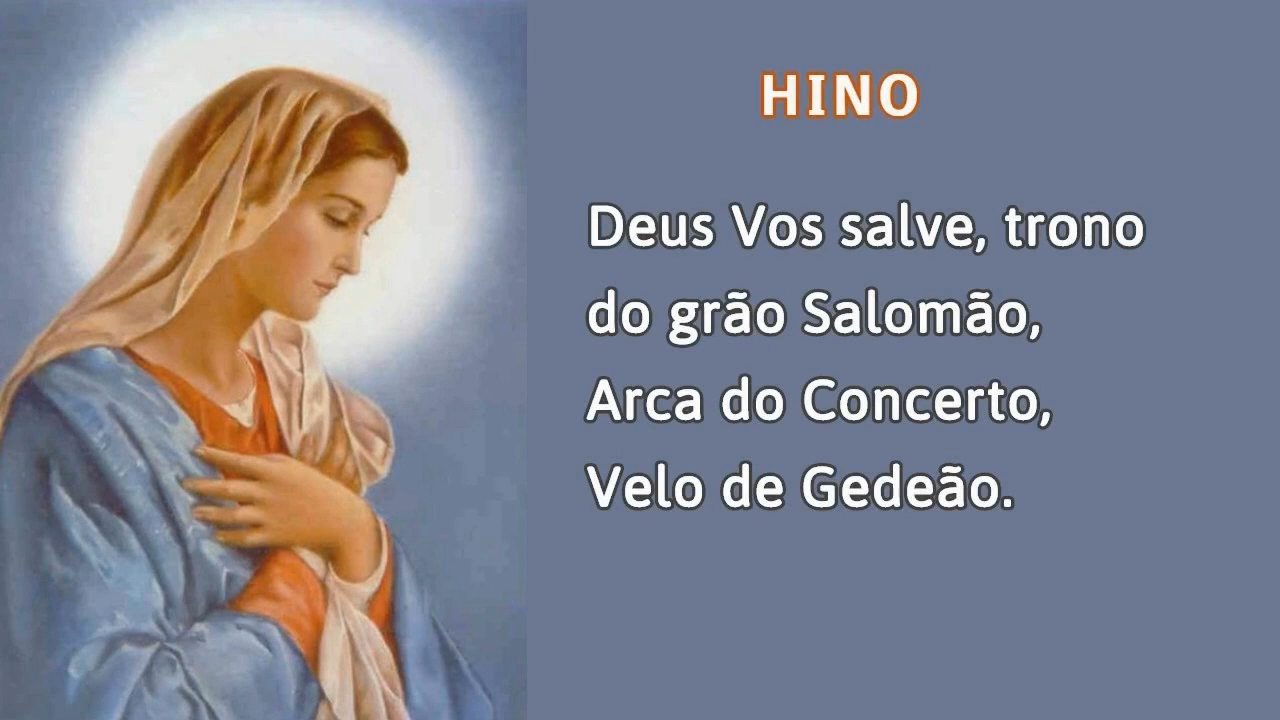 HINO
Deus Vos salve, trono
do grão Salomão,
Arca do Concerto,
Velo de Gedeão.